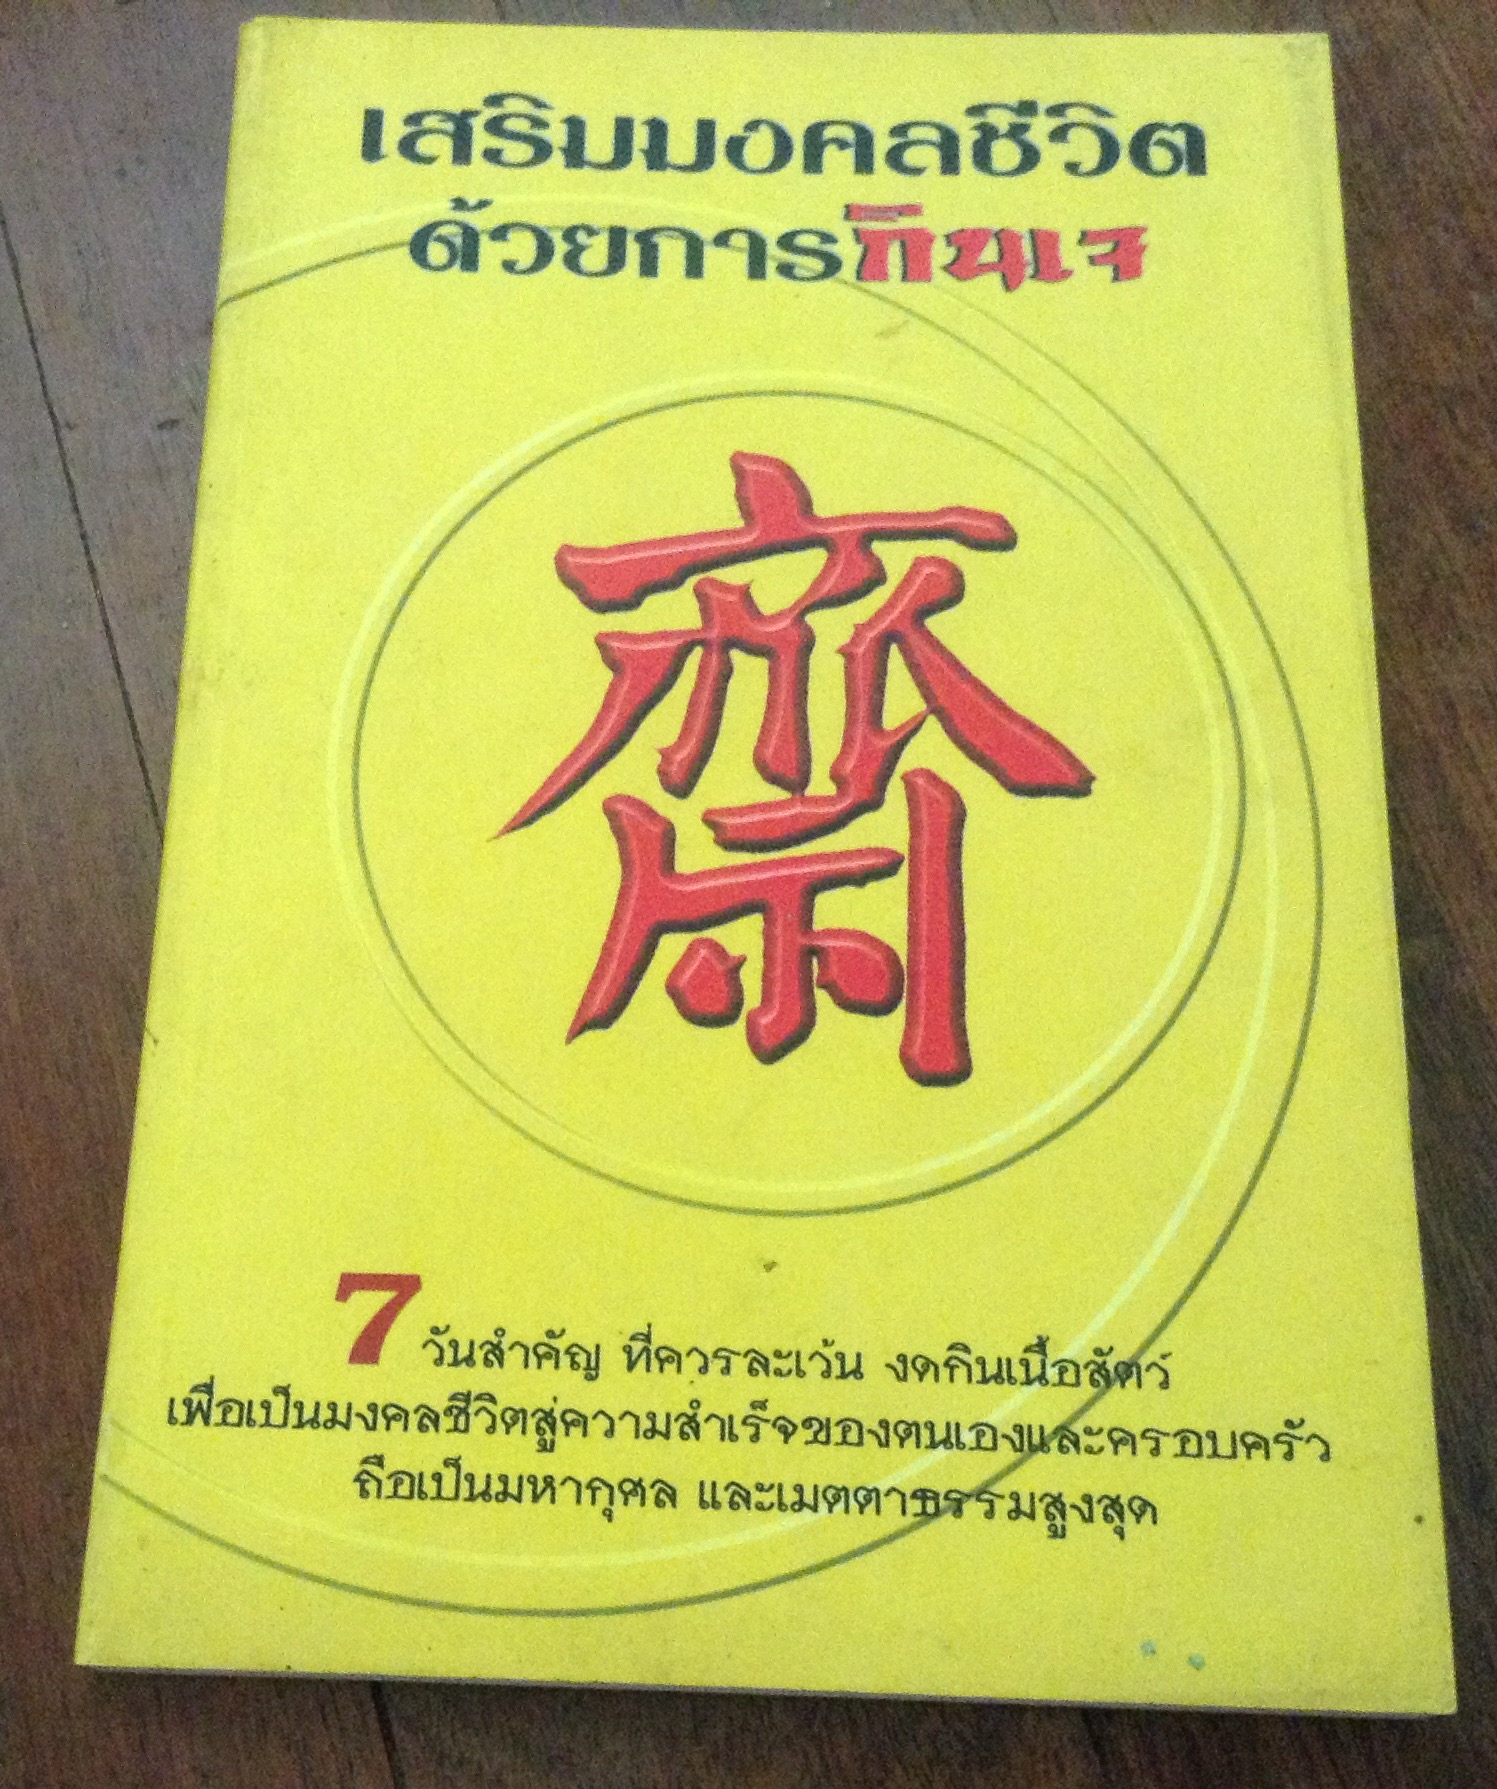 เสริมมงคลชีวิต
ด้วยการกินเจ
齋
7 วันสำคัญ ที่ควรละเว้น งดกินเนื้อสัตว์
เพื่อเป็นมงคลชีวิตสู่ความสำเร็จของตนเองและครอบครัว
ถือเป็นมหากุศล และเมตตาธรรมสูงสุด